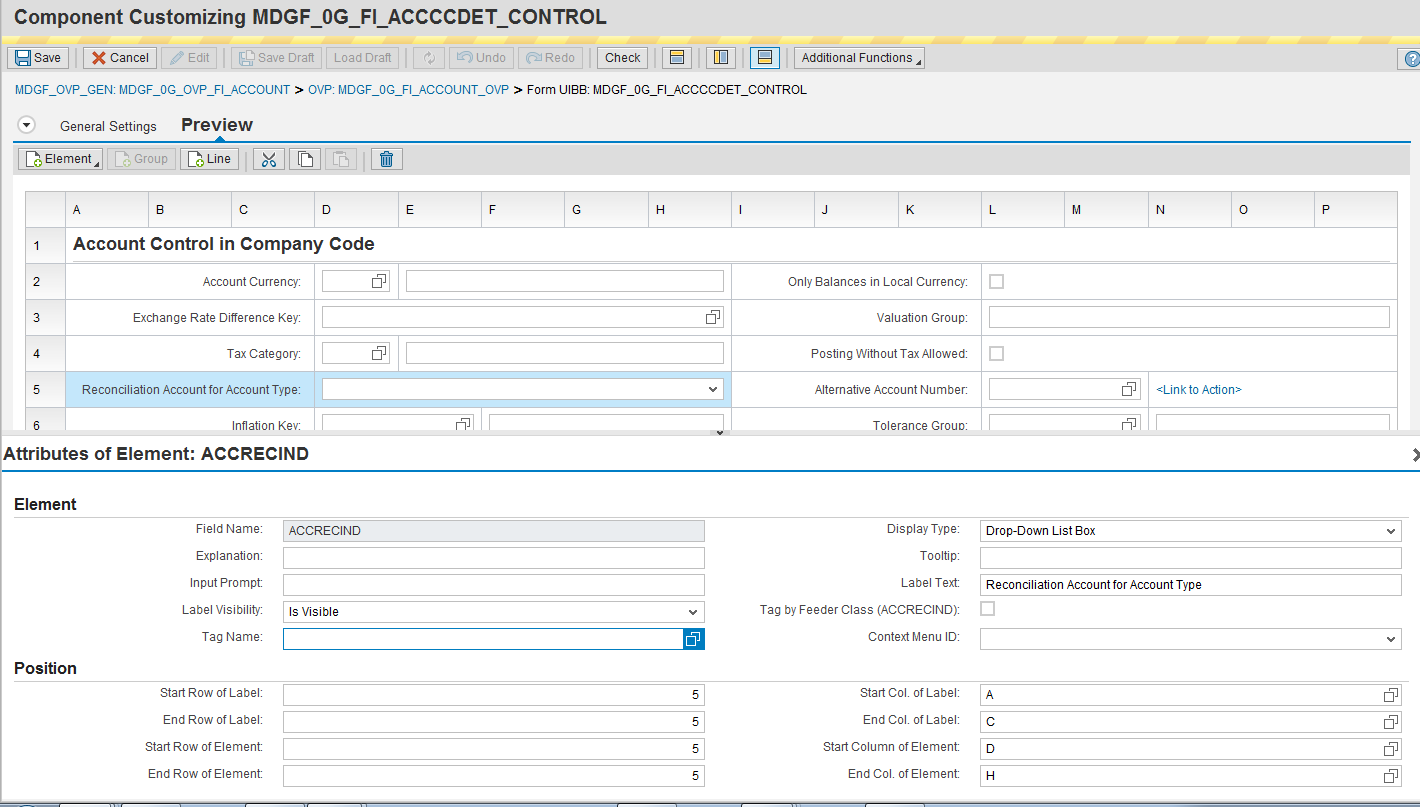 Component Customizing MDGF_0G_FI_ACCCCDET_CONTROL
Save Cancel Edit Save Draft Load Draft Undo Redo Check Additional Functions
MDGF_OVP_GEN: MDGF_0G_OVP_FI_ACCOUNT > OVP: MDGF_0G_FI_ACCOUNT_OVP > Form UIBB: MDGF_0G_FI_ACCCCDET_CONTROL
General Settings Preview
Element Group Line
A B C D E F G H I J K L M N O P
1 Account Control in Company Code
2 Account Currency: Only Balances in Local Currency:
3 Exchange Rate Difference Key: Valuation Group:
4 Tax Category: Posting Without Tax Allowed:
5 Reconciliation Account for Account Type: Alternative Account Number: <Link to Action>
6 Inflation Key: Tolerance Group:
Attributes of Element: ACCRECIND
Element
Field Name: ACCRECIND Display Type: Drop-Down List Box
Explanation: Tooltip:
Input Prompt: Label Text: Reconciliation Account for Account Type
Label Visibility: Is Visible Tag by Feeder Class (ACCRECIND):
Tag Name: Context Menu ID:
Position
Start Row of Label: 5 Start Col. of Label: A
End Row of Label: 5 End Col. of Label: C
Start Row of Element: 5 Start Column of Element: D
End Row of Element: 5 End Col. of Element: H